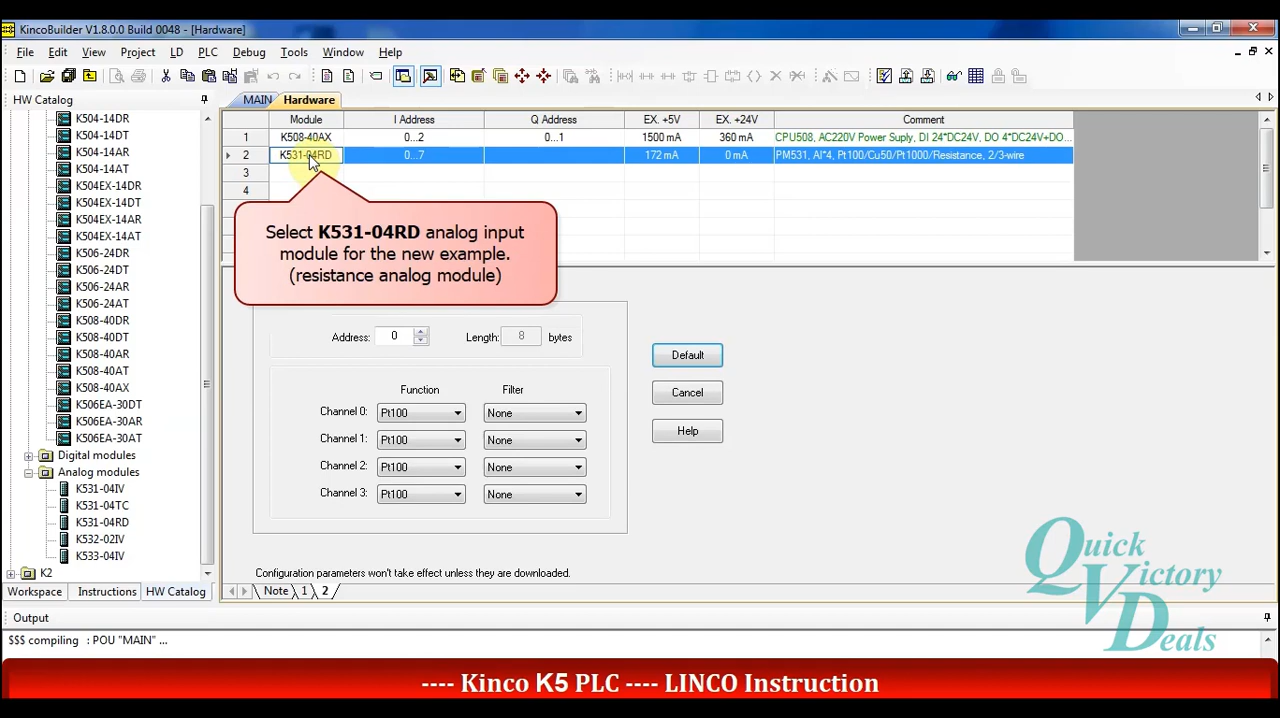 KincoBuilder V1.8.0.0 Build 0048 - [Hardware]
File Edit View Project LD PLC Debug Tools Window Help
HW Catalog
MAIN Hardware
K504-14DR
K504-14DT
K504-14AR
K504-14AT
K504EX-14DR
K504EX-14DT
K504EX-14AR
K504EX-14AT
K506-24DR
K506-24DT
K506-24AR
K506-24AT
K508-40DR
K508-40DT
K508-40AR
K508-40AT
K508-40AX
K506EA-30DT
K506EA-30AR
K506EA-30AT
Digital modules
Analog modules
K531-04IV
K531-04TC
K531-04RD
K532-02IV
K533-04IV
K2
Workspace Instructions HW Catalog
Module I Address Q Address EX. +5V EX. +24V Comment
1 K508-40AX 0...2 0...1 1500 mA 360 mA CPU508, AC220V Power Suply, DI 24*DC24V, DO 4*DC24V+DO...
2 K531-04RD 0...7 172 mA 0 mA PM531, AI*4, Pt100/Cu50/Pt1000/Resistance, 2/3-wire
3
4
Select K531-04RD analog input
module for the new example.
(resistance analog module)
Address: 0 Length: 8 bytes
Function Filter
Channel 0: Pt100 None
Channel 1: Pt100 None
Channel 2: Pt100 None
Channel 3: Pt100 None
Default
Cancel
Help
Configuration parameters won't take effect unless they are downloaded.
Note 1 2
Quick
Victory
Deals
Output
$$$ compiling : POU "MAIN" ...
---- Kinco K5 PLC ---- LINCO Instruction